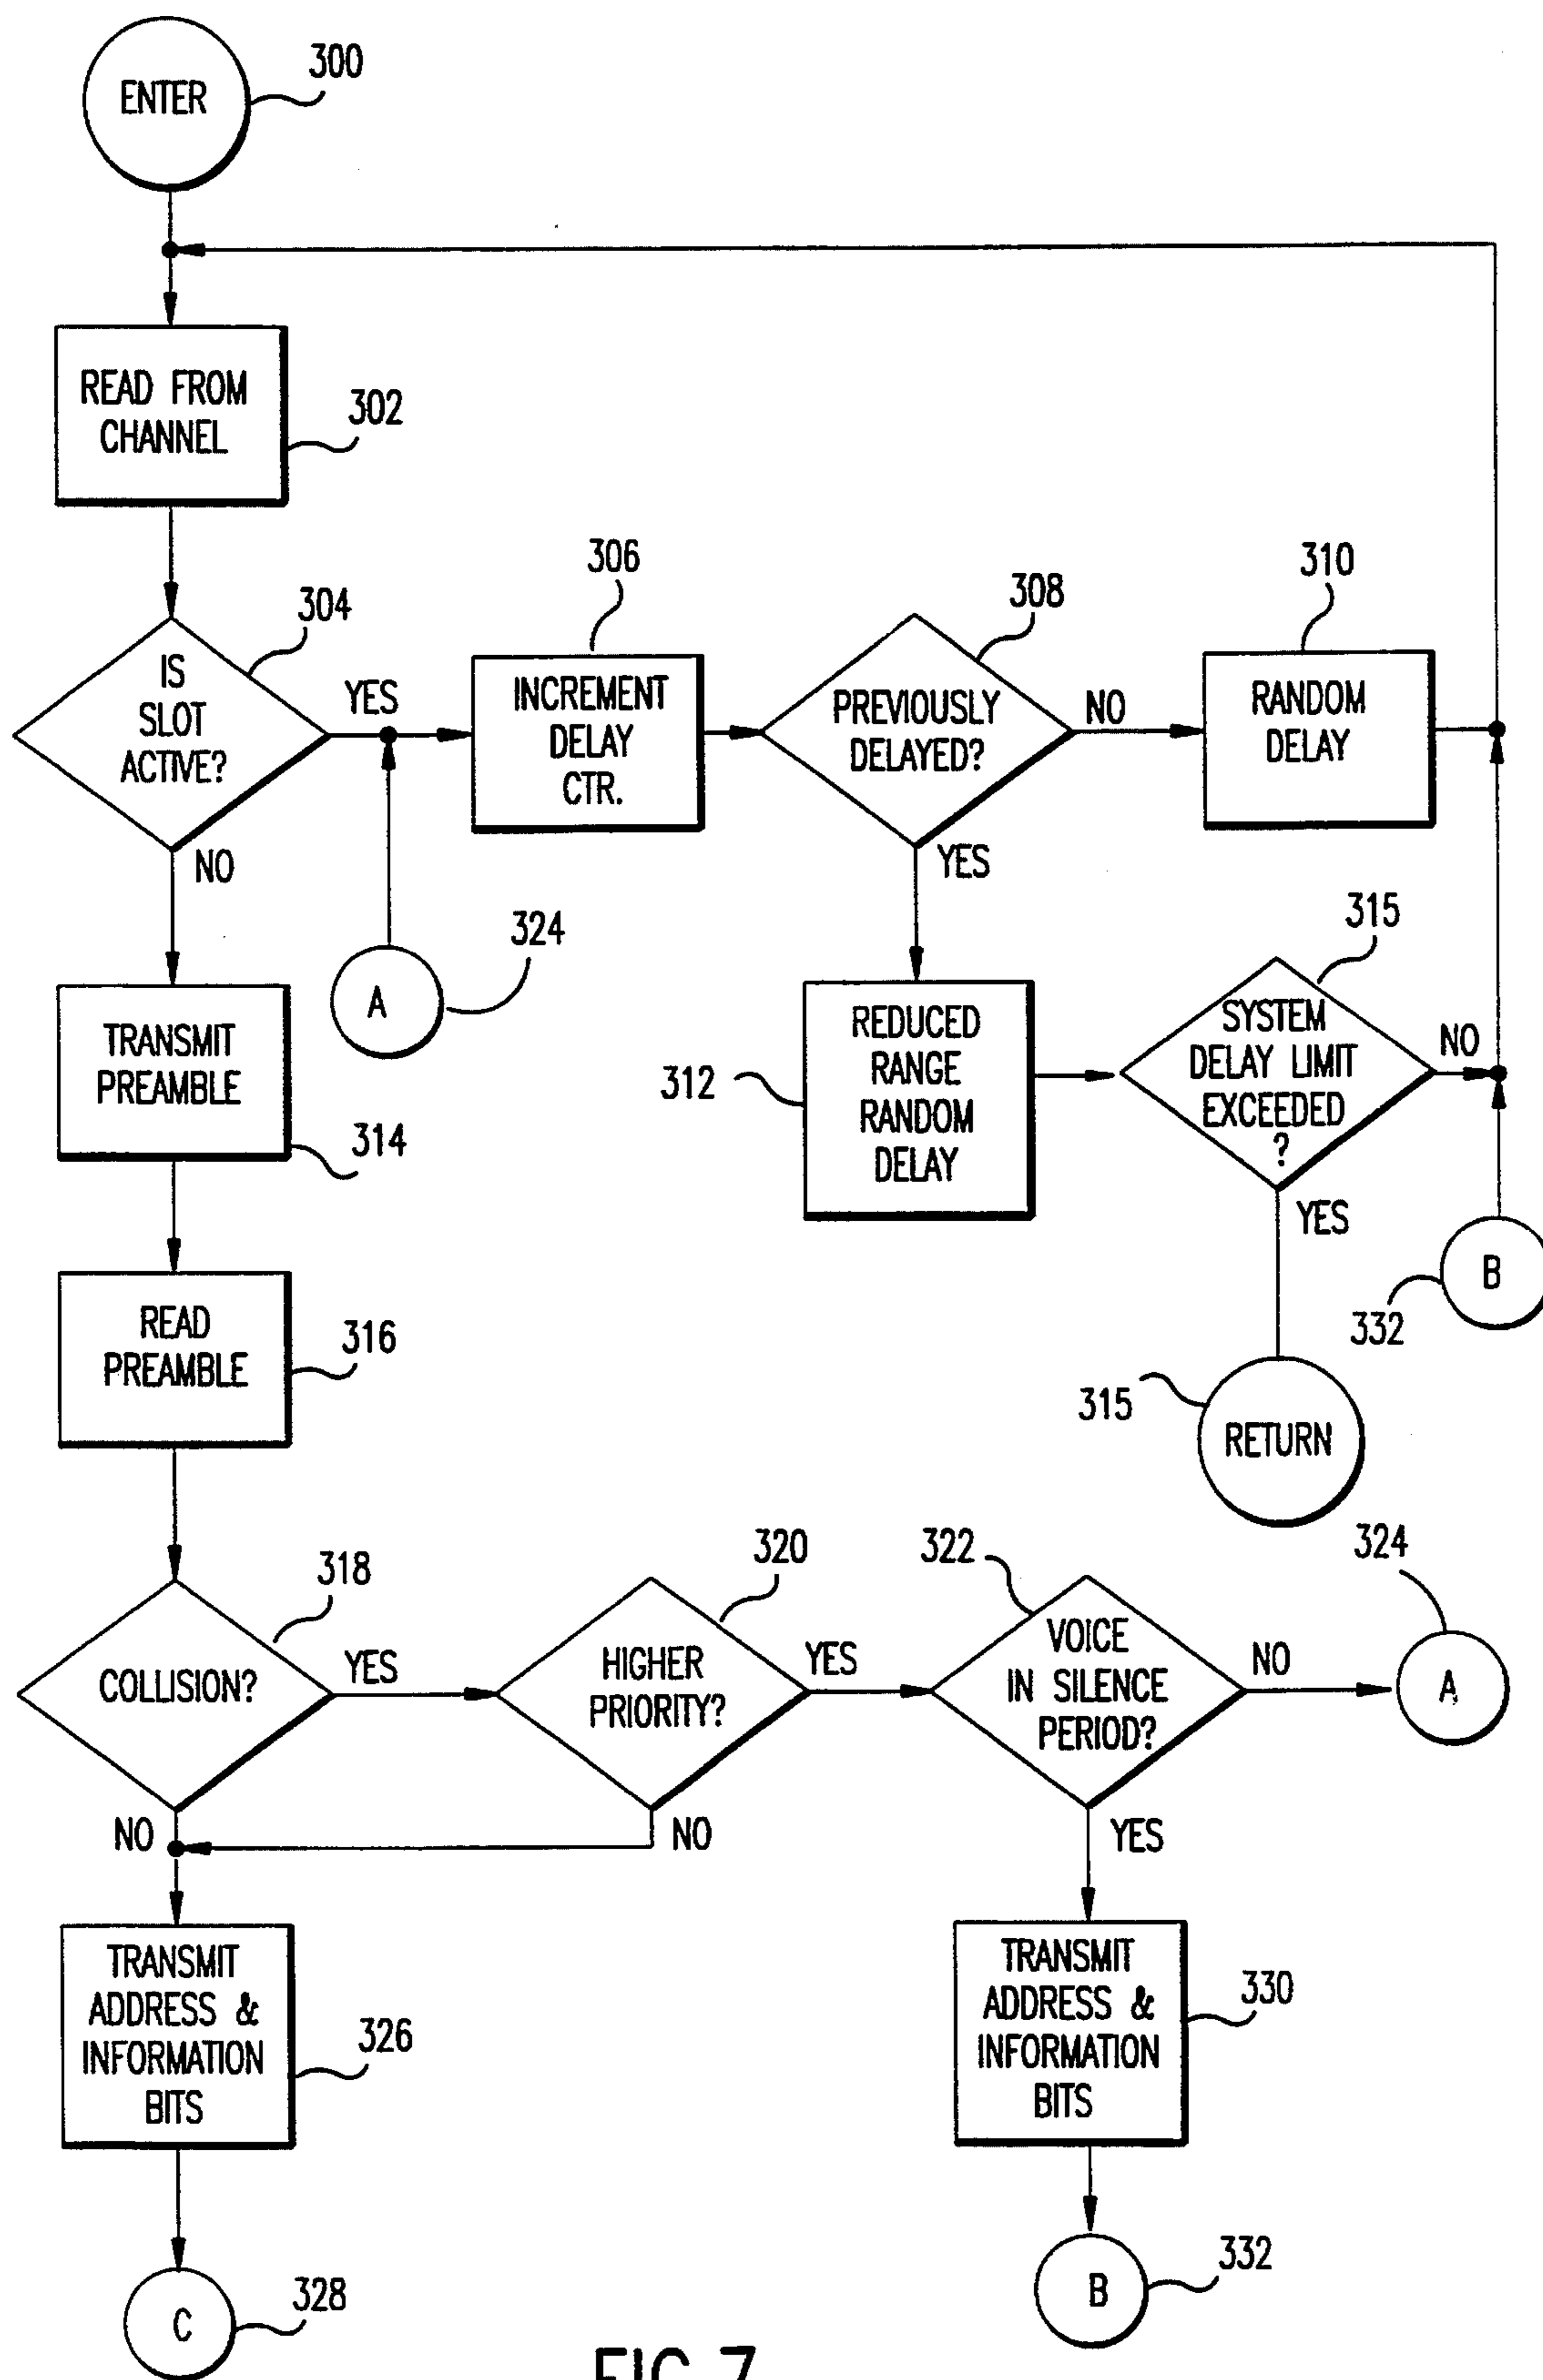 300
ENTER
READ FROM
CHANNEL
302
304
IS
SLOT
ACTIVE?
YES
NO
306
INCREMENT
DELAY
CTR.
308
PREVIOUSLY
DELAYED?
NO
YES
310
RANDOM
DELAY
324
A
TRANSMIT
PREAMBLE
314
312
REDUCED
RANGE
RANDOM
DELAY
315
SYSTEM
DELAY LIMIT
EXCEEDED
?
NO
YES
B
332
315
RETURN
READ
PREAMBLE
316
318
COLLISION?
YES
NO
320
HIGHER
PRIORITY?
YES
NO
322
VOICE
IN SILENCE
PERIOD?
NO
YES
324
A
TRANSMIT
ADDRESS &
INFORMATION
BITS
326
TRANSMIT
ADDRESS &
INFORMATION
BITS
330
C
328
B
332
FIG.7